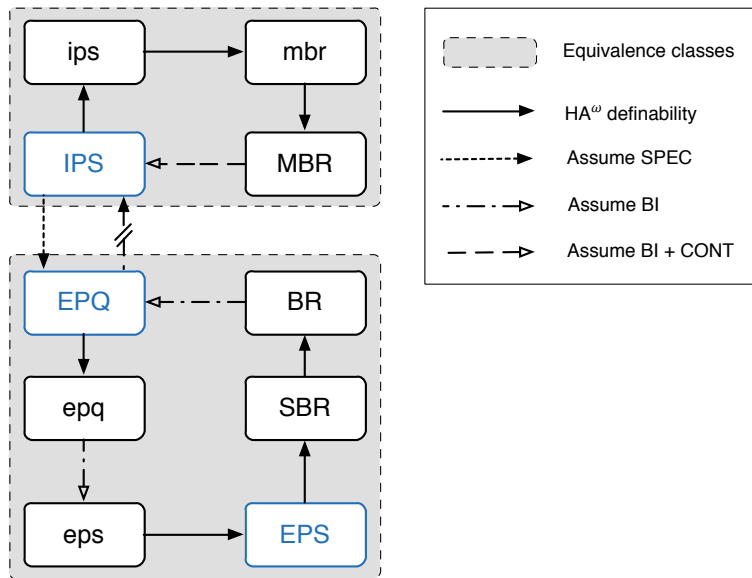 ips
mbr
IPS
MBR
EPQ
BR
epq
SBR
eps
EPS
Equivalence classes
HA^ω definability
Assume SPEC
Assume BI
Assume BI + CONT